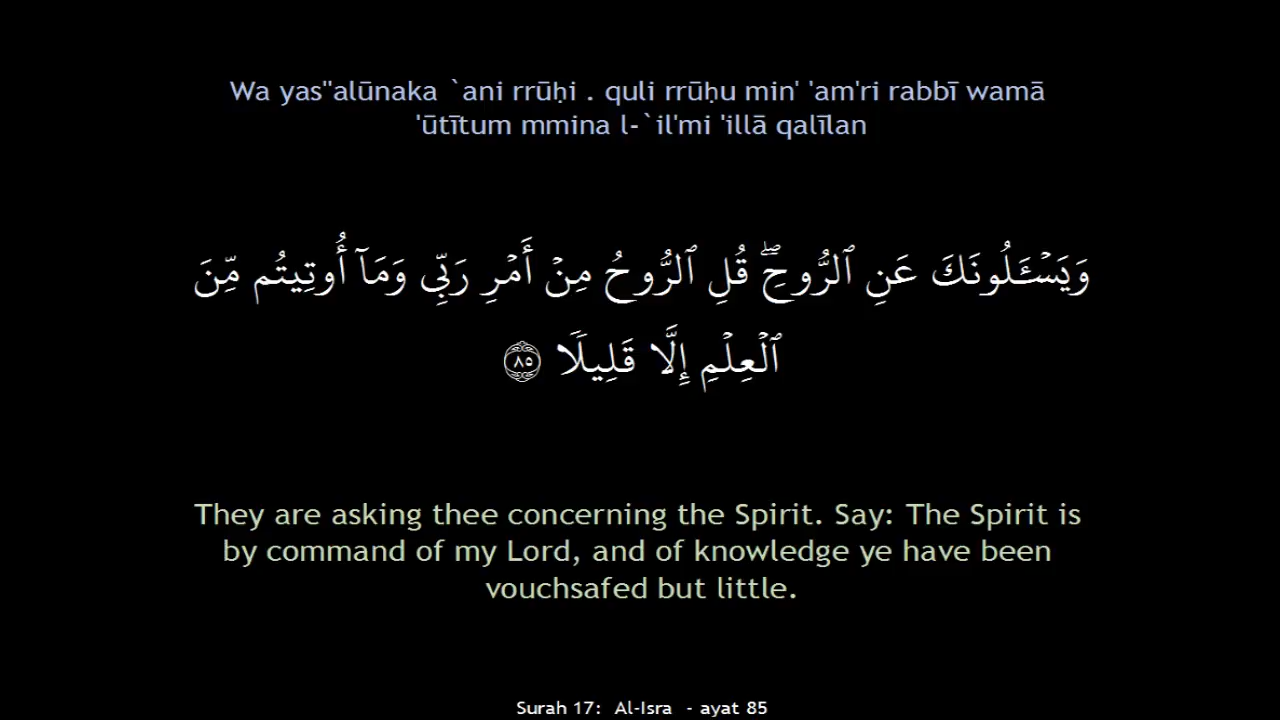 Wa yas"alūnaka `ani rrūḥi . quli rrūḥu min' 'am'ri rabbī wamā
'ūtītum mmina l-`il'mi 'illā qalīlan
وَيَسْـَٔلُونَكَ عَنِ ٱلرُّوحِ ۖ قُلِ ٱلرُّوحُ مِنْ أَمْرِ رَبِّى وَمَآ أُوتِيتُم مِّنَ
ٱلْعِلْمِ إِلَّا قَلِيلًا ٨٥
They are asking thee concerning the Spirit. Say: The Spirit is
by command of my Lord, and of knowledge ye have been
vouchsafed but little.
Surah 17: Al-Isra - ayat 85